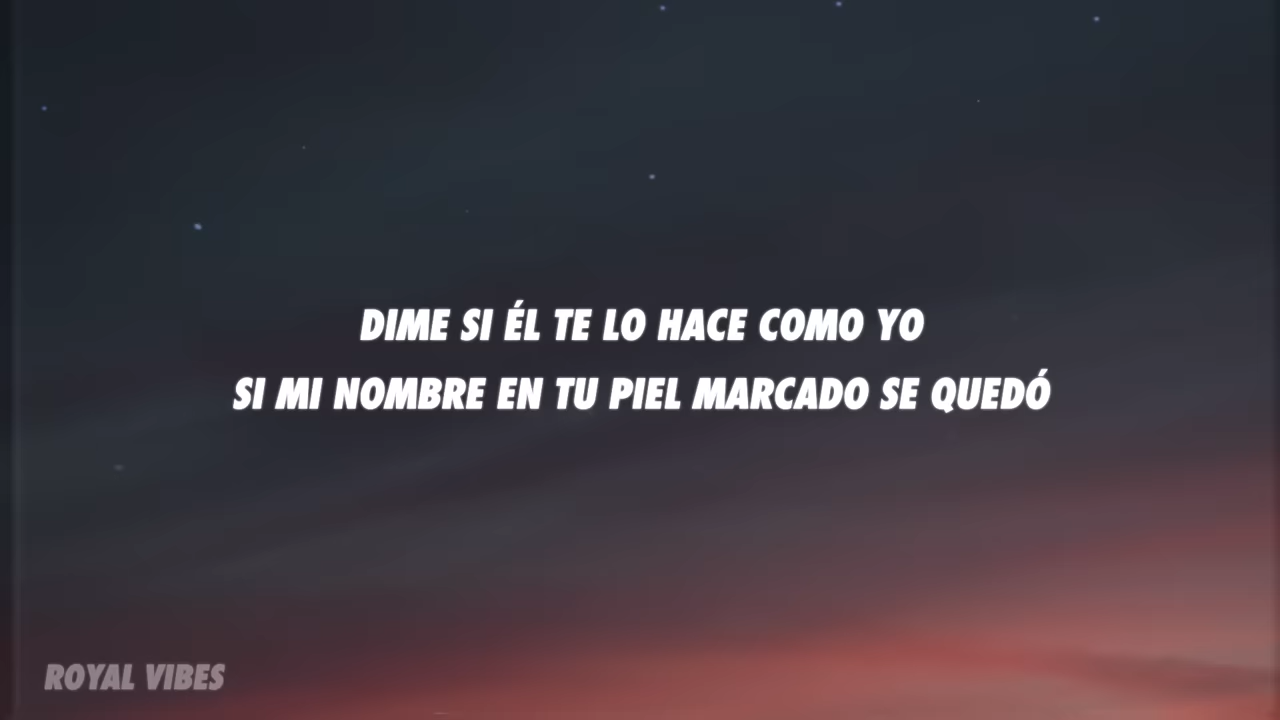 DIME SI ÉL TE LO HACE COMO YO
SI MI NOMBRE EN TU PIEL MARCADO SE QUEDÓ
ROYAL VIBES